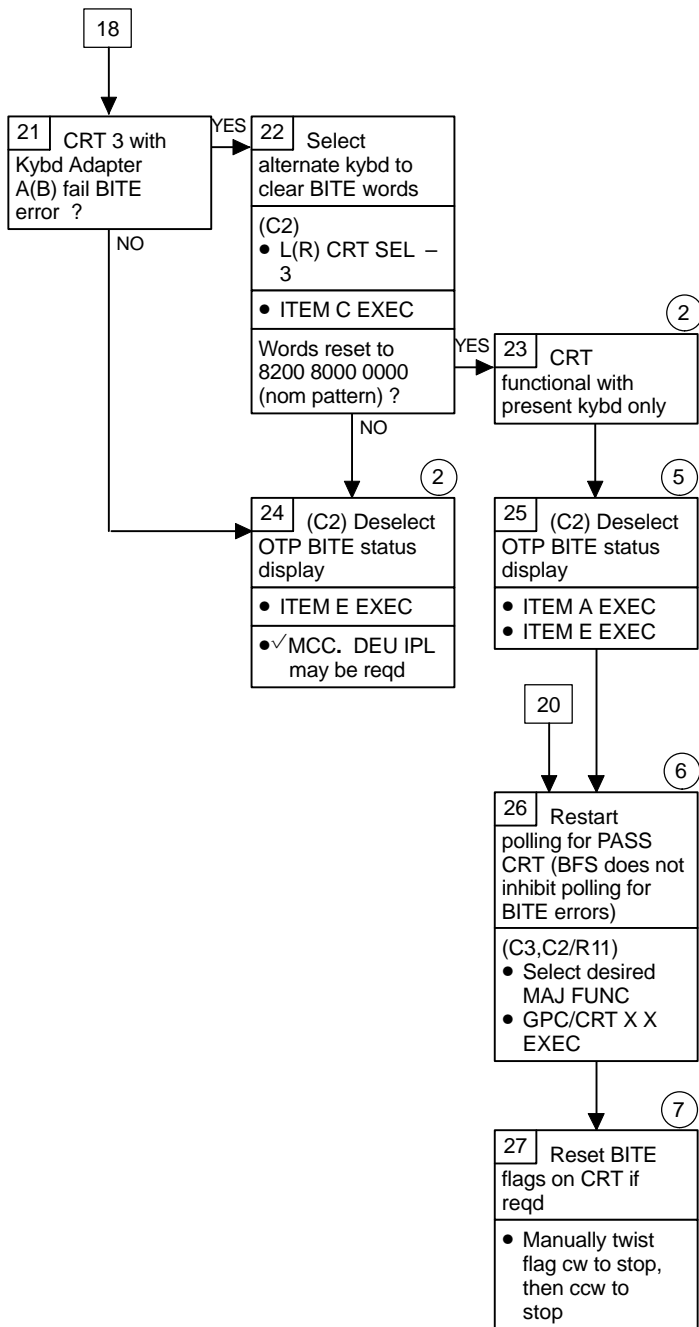 18
21 CRT 3 with
Kybd Adapter
A(B) fail BITE
error ?
YES
NO
22 Select
alternate kybd to
clear BITE words
(C2)
• L(R) CRT SEL –
3
• ITEM C EXEC
Words reset to
8200 8000 0000
(nom pattern) ?
YES
NO
2
23 CRT
functional with
present kybd only
2
24 (C2) Deselect
OTP BITE status
display
• ITEM E EXEC
•√MCC. DEU IPL
may be reqd
5
25 (C2) Deselect
OTP BITE status
display
• ITEM A EXEC
• ITEM E EXEC
20
6
26 Restart
polling for PASS
CRT (BFS does not
inhibit polling for
BITE errors)
(C3,C2/R11)
• Select desired
MAJ FUNC
• GPC/CRT X X
EXEC
7
27 Reset BITE
flags on CRT if
reqd
• Manually twist
flag cw to stop,
then ccw to
stop